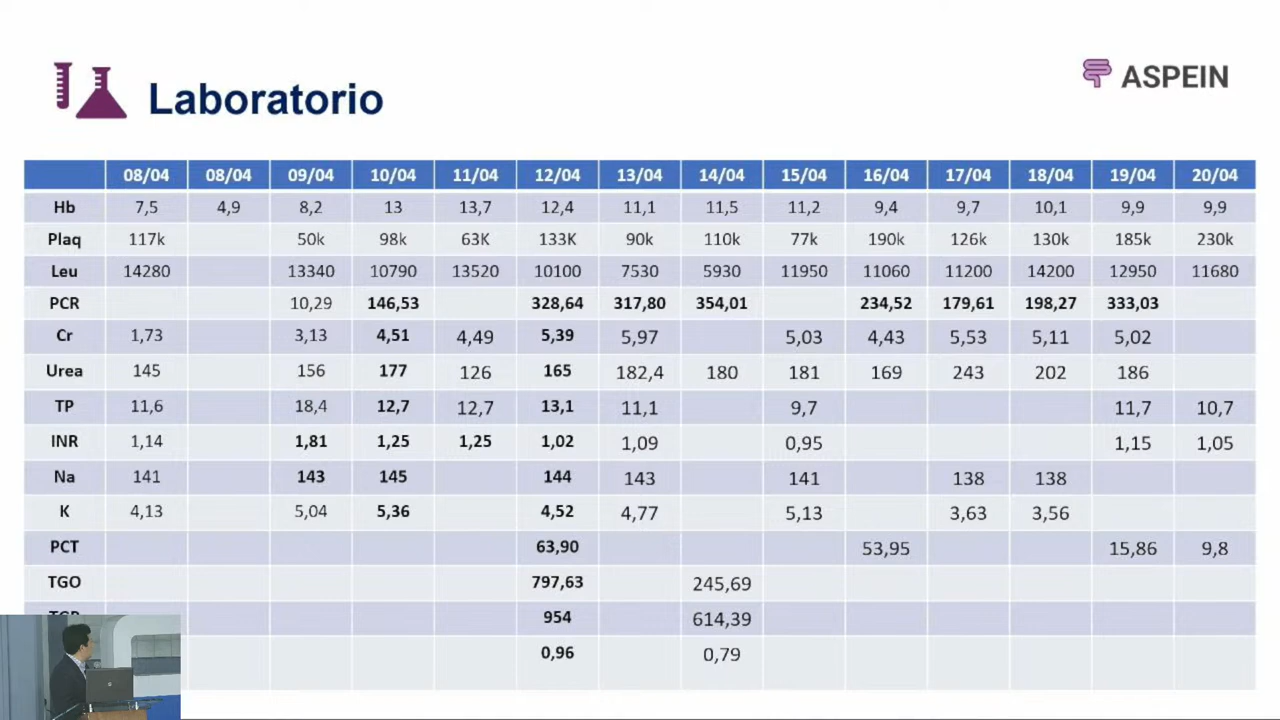 ASPEIN
Laboratorio
08/04 08/04 09/04 10/04 11/04 12/04 13/04 14/04 15/04 16/04 17/04 18/04 19/04 20/04
Hb 7,5 4,9 8,2 13 13,7 12,4 11,1 11,5 11,2 9,4 9,7 10,1 9,9 9,9
Plaq 117k 50k 98k 63K 133K 90k 110k 77k 190k 126k 130k 185k 230k
Leu 14280 13340 10790 13520 10100 7530 5930 11950 11060 11200 14200 12950 11680
PCR 10,29 146,53 328,64 317,80 354,01 234,52 179,61 198,27 333,03
Cr 1,73 3,13 4,51 4,49 5,39 5,97 5,03 4,43 5,53 5,11 5,02
Urea 145 156 177 126 165 182,4 180 181 169 243 202 186
TP 11,6 18,4 12,7 12,7 13,1 11,1 9,7 11,7 10,7
INR 1,14 1,81 1,25 1,25 1,02 1,09 0,95 1,15 1,05
Na 141 143 145 144 143 141 138 138
K 4,13 5,04 5,36 4,52 4,77 5,13 3,63 3,56
PCT 63,90 53,95 15,86 9,8
TGO 797,63 245,69
954 614,39
0,96 0,79